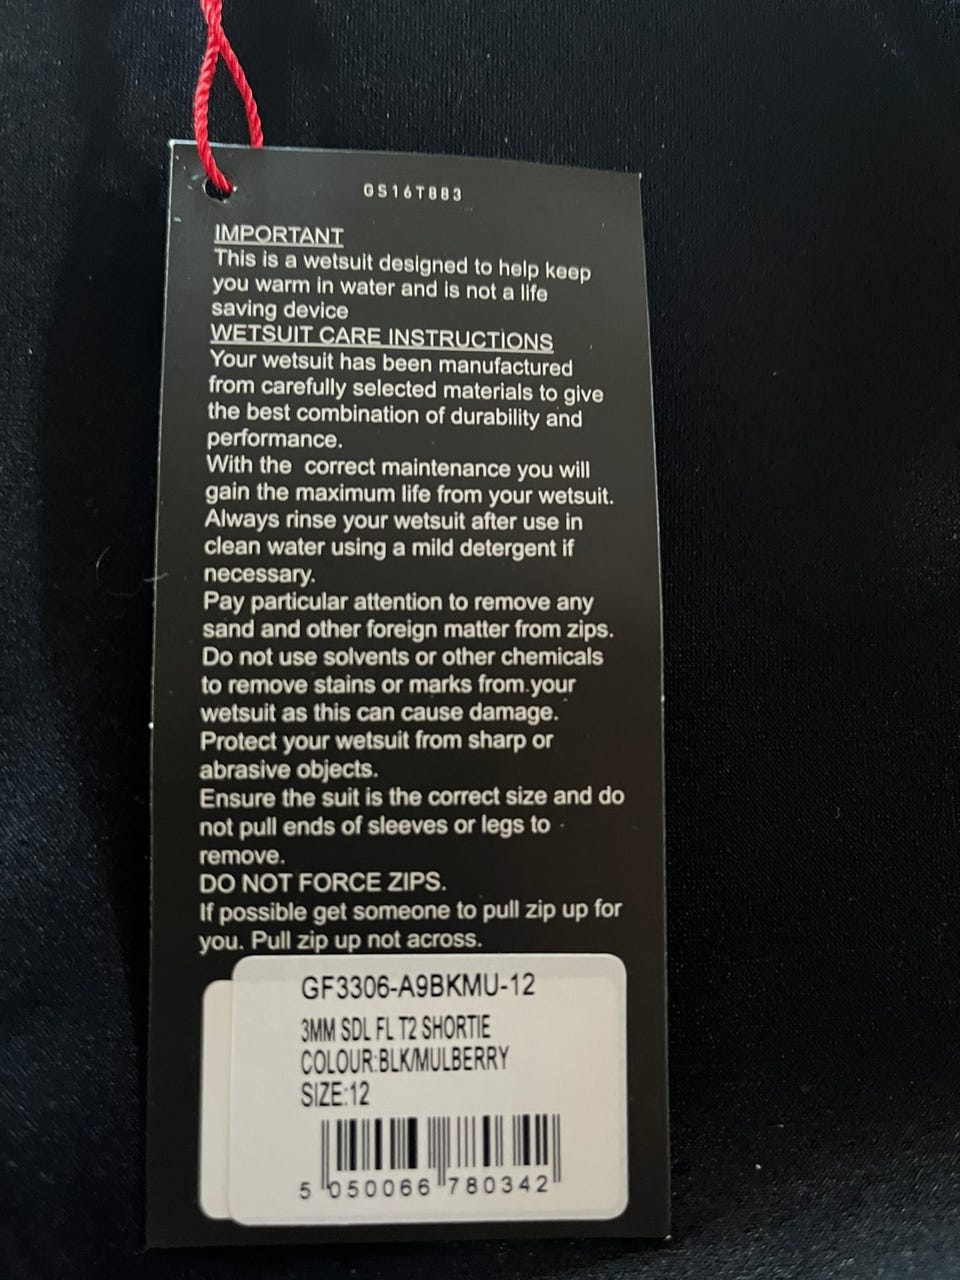 GS16T883
IMPORTANT
This is a wetsuit designed to help keep
you warm in water and is not a life
saving device
WETSUIT CARE INSTRUCTIONS
Your wetsuit has been manufactured
from carefully selected materials to give
the best combination of durability and
performance.
With the correct maintenance you will
gain the maximum life from your wetsuit.
Always rinse your wetsuit after use in
clean water using a mild detergent if
necessary.
Pay particular attention to remove any
sand and other foreign matter from zips.
Do not use solvents or other chemicals
to remove stains or marks from your
wetsuit as this can cause damage.
Protect your wetsuit from sharp or
abrasive objects.
Ensure the suit is the correct size and do
not pull ends of sleeves or legs to
remove.
DO NOT FORCE ZIPS.
If possible get someone to pull zip up for
you. Pull zip up not across.
GF3306-A9BKMU-12
3MM SDL FL T2 SHORTIE
COLOUR:BLK/MULBERRY
SIZE:12
5 050066 780342